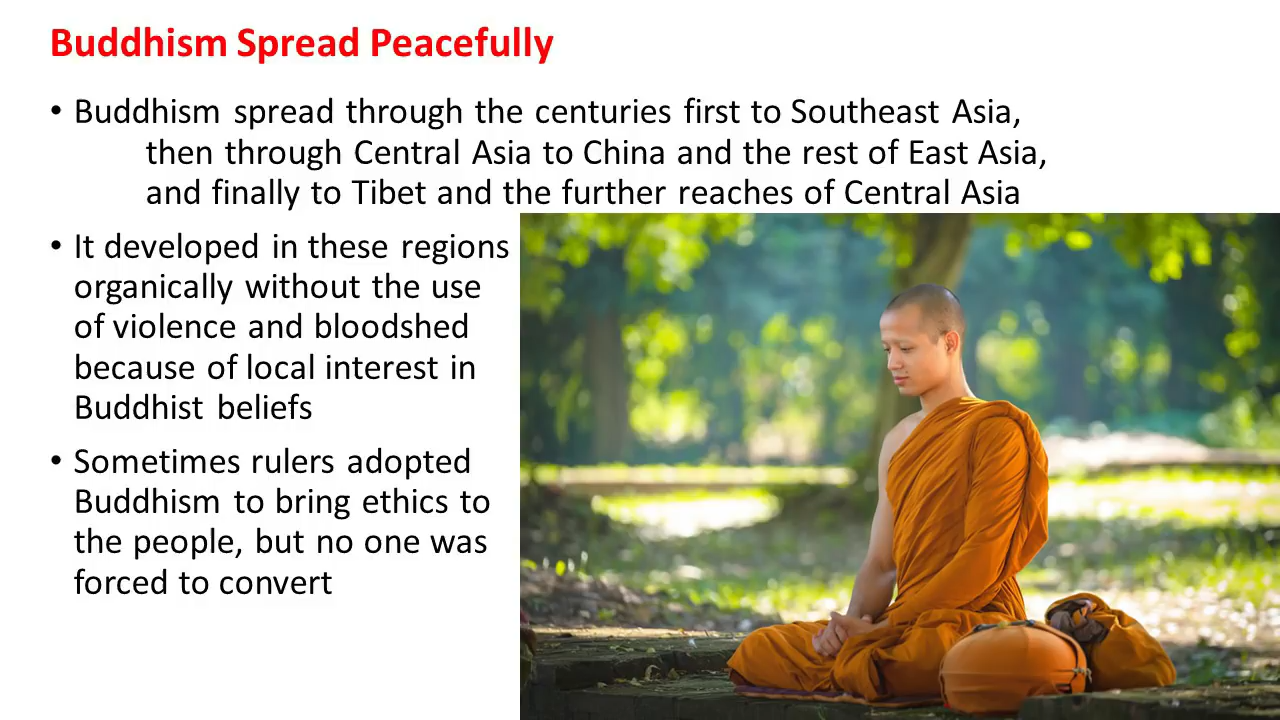 Buddhism Spread Peacefully
• Buddhism spread through the centuries first to Southeast Asia,
then through Central Asia to China and the rest of East Asia,
and finally to Tibet and the further reaches of Central Asia
• It developed in these regions
organically without the use
of violence and bloodshed
because of local interest in
Buddhist beliefs
• Sometimes rulers adopted
Buddhism to bring ethics to
the people, but no one was
forced to convert